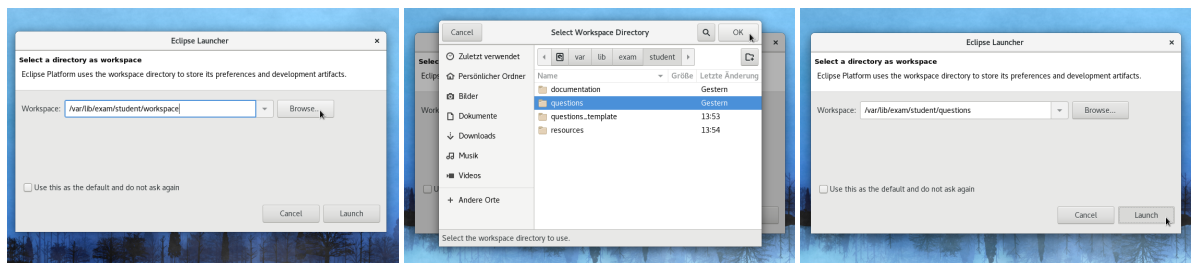 Eclipse Launcher
×
Select a directory as workspace
Eclipse Platform uses the workspace directory to store its preferences and development artifacts.
Workspace:
/var/lib/exam/student/workspace
Browse...
Use this as the default and do not ask again
Cancel
Launch
Cancel
Select Workspace Directory
OK
Zuletzt verwendet
Persönlicher Ordner
Bilder
Dokumente
Downloads
Musik
Videos
+ Andere Orte
var
lib
exam
student
Name
Größe
Letzte Änderung
documentation
Gestern
questions
Gestern
questions_template
13:53
resources
13:54
Select the workspace directory to use.
Eclipse Launcher
×
Select a directory as workspace
Eclipse Platform uses the workspace directory to store its preferences and development artifacts.
Workspace:
/var/lib/exam/student/questions
Browse...
Use this as the default and do not ask again
Cancel
Launch